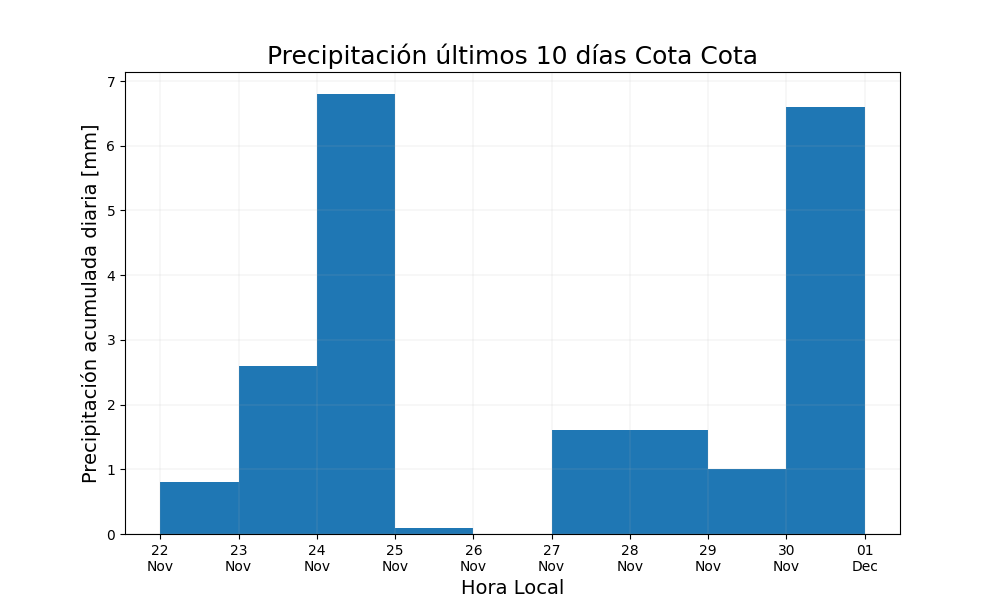 Precipitación últimos 10 días Cota Cota
Precipitación acumulada diaria [mm]
7
6
5
4
3
2
1
0
22 23 24 25 26 27 28 29 30 01
Nov Nov Nov Nov Nov Nov Nov Nov Nov Dec
Hora Local